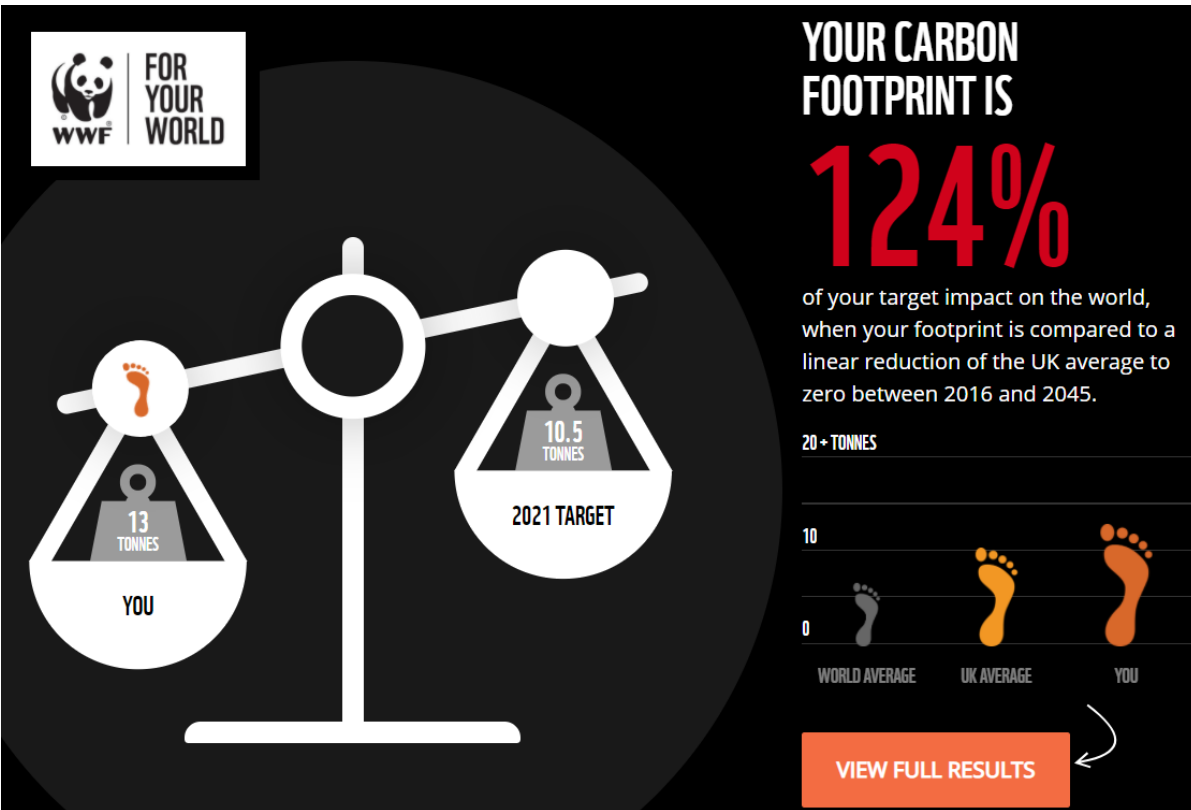 FOR
YOUR
WORLD
WWF
13
TONNES
YOU
10.5
TONNES
2021 TARGET
YOUR CARBON
FOOTPRINT IS
124%
of your target impact on the world,
when your footprint is compared to a
linear reduction of the UK average to
zero between 2016 and 2045.
20 + TONNES
10
0
WORLD AVERAGE
UK AVERAGE
YOU
VIEW FULL RESULTS